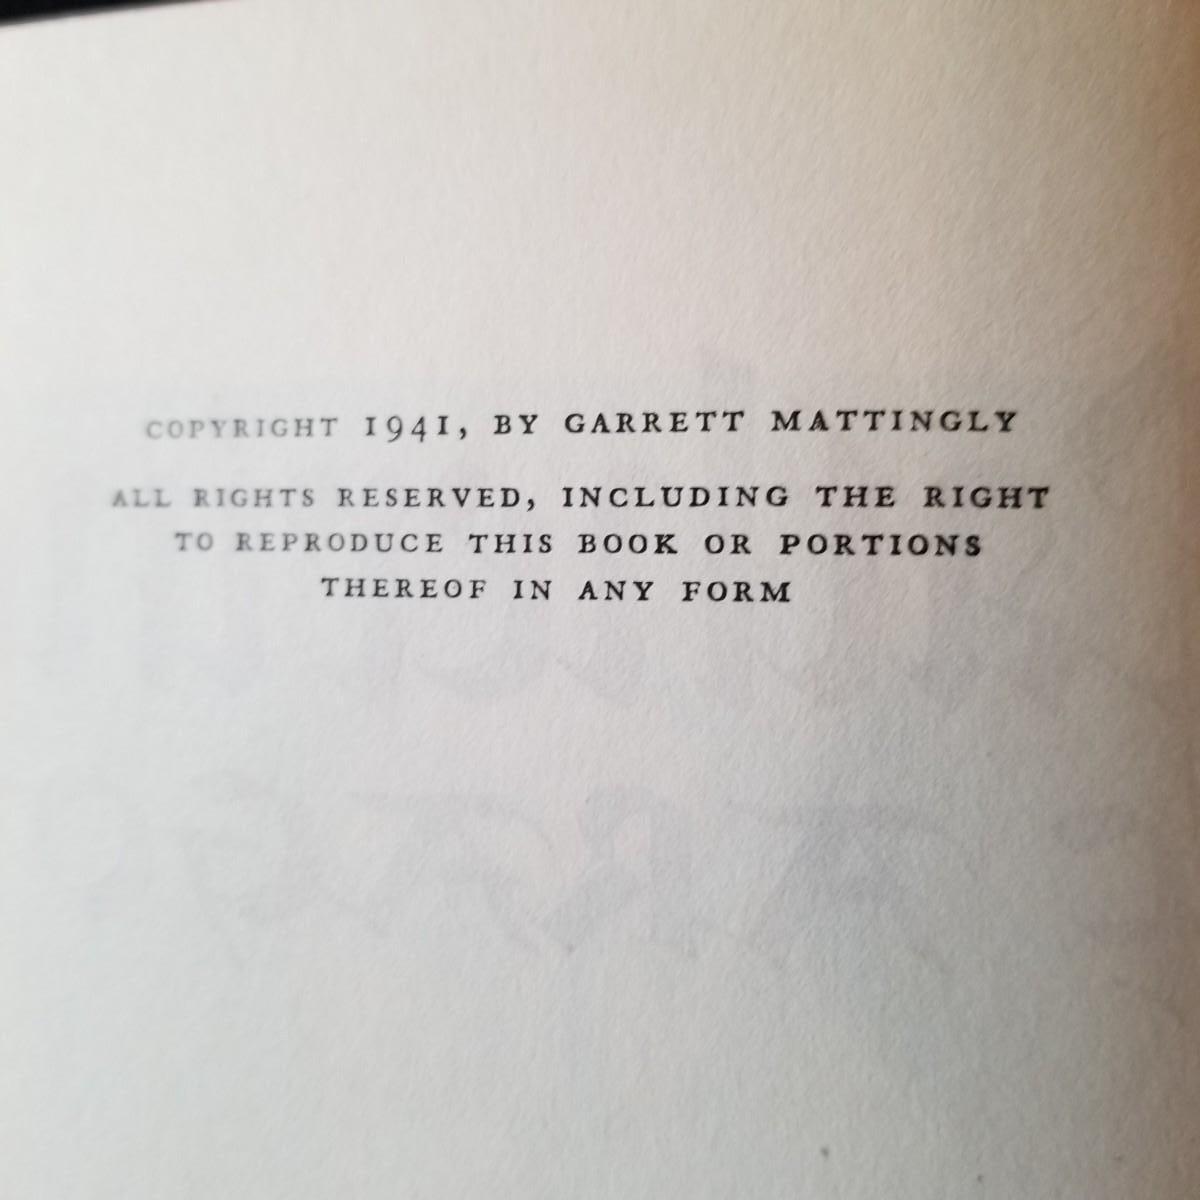 COPYRIGHT 1941, BY GARRETT MATTINGLY
ALL RIGHTS RESERVED, INCLUDING THE RIGHT
TO REPRODUCE THIS BOOK OR PORTIONS
THEREOF IN ANY FORM